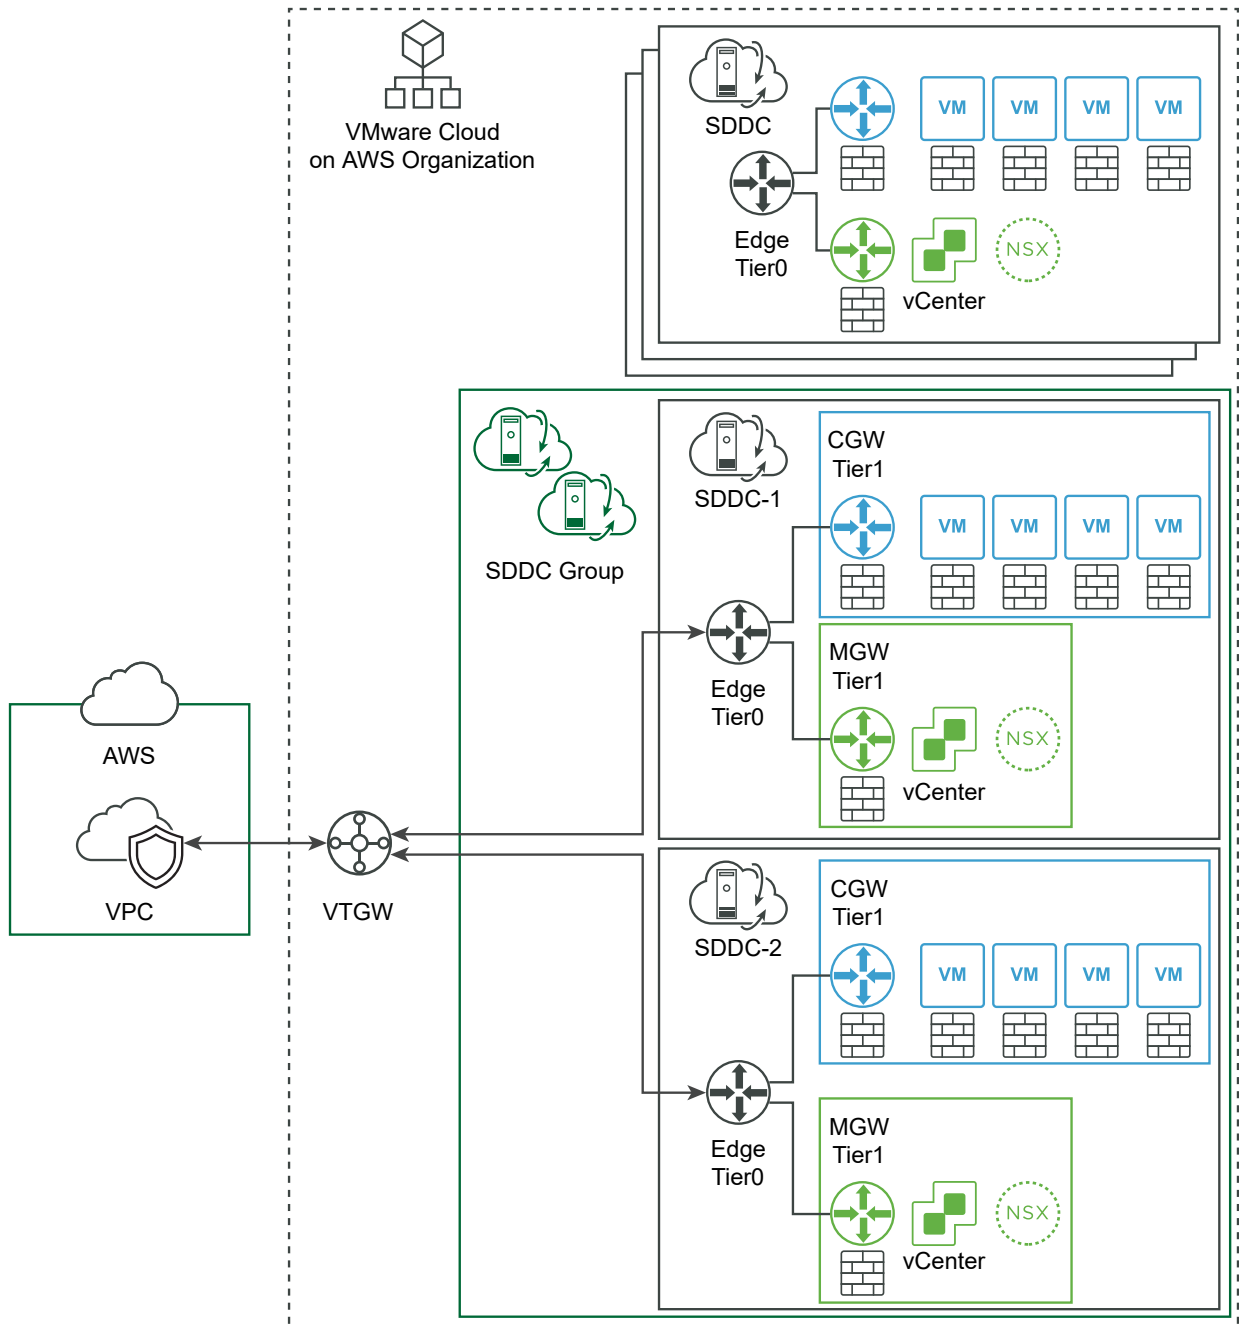 VMware Cloud
on AWS Organization
SDDC
VM VM VM VM
Edge
Tier0
vCenter
NSX
SDDC Group
SDDC-1
CGW
Tier1
VM VM VM VM
Edge
Tier0
MGW
Tier1
vCenter
NSX
AWS
VPC
VTGW
SDDC-2
CGW
Tier1
VM VM VM VM
Edge
Tier0
MGW
Tier1
vCenter
NSX